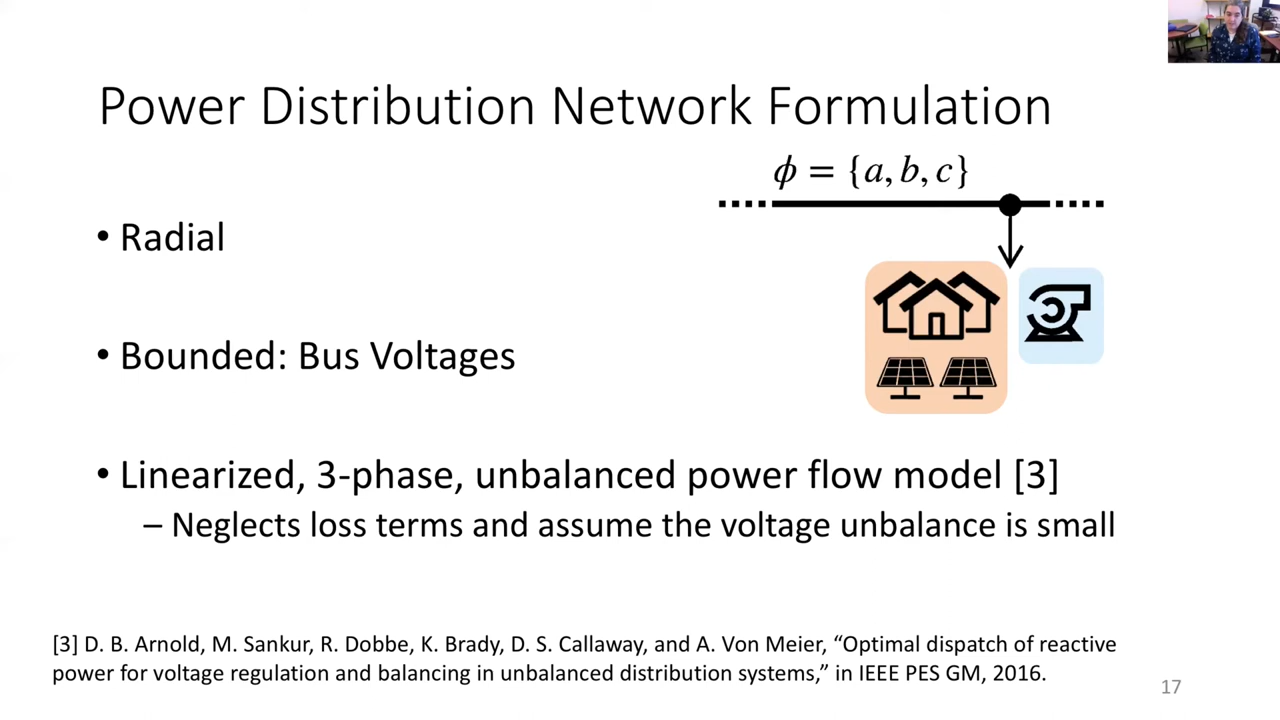 Power Distribution Network Formulation
ϕ = {a, b, c}
• Radial
• Bounded: Bus Voltages
• Linearized, 3-phase, unbalanced power flow model [3]
– Neglects loss terms and assume the voltage unbalance is small
[3] D. B. Arnold, M. Sankur, R. Dobbe, K. Brady, D. S. Callaway, and A. Von Meier, “Optimal dispatch of reactive
power for voltage regulation and balancing in unbalanced distribution systems,” in IEEE PES GM, 2016.
17